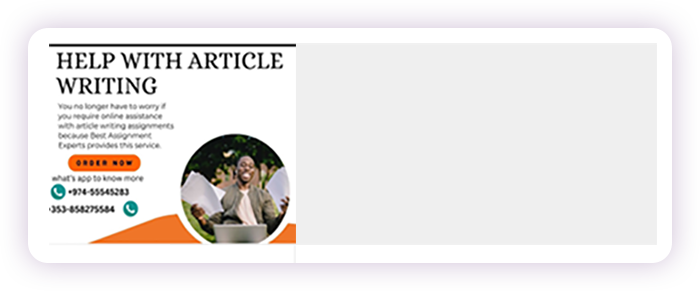 HELP WITH ARTICLE
WRITING
You no longer have to worry if
you require online assistance
with article writing assignments
because Best Assignment
Experts provides this service.
ORDER NOW
what's app to know more
+974-55545283
353-858275584